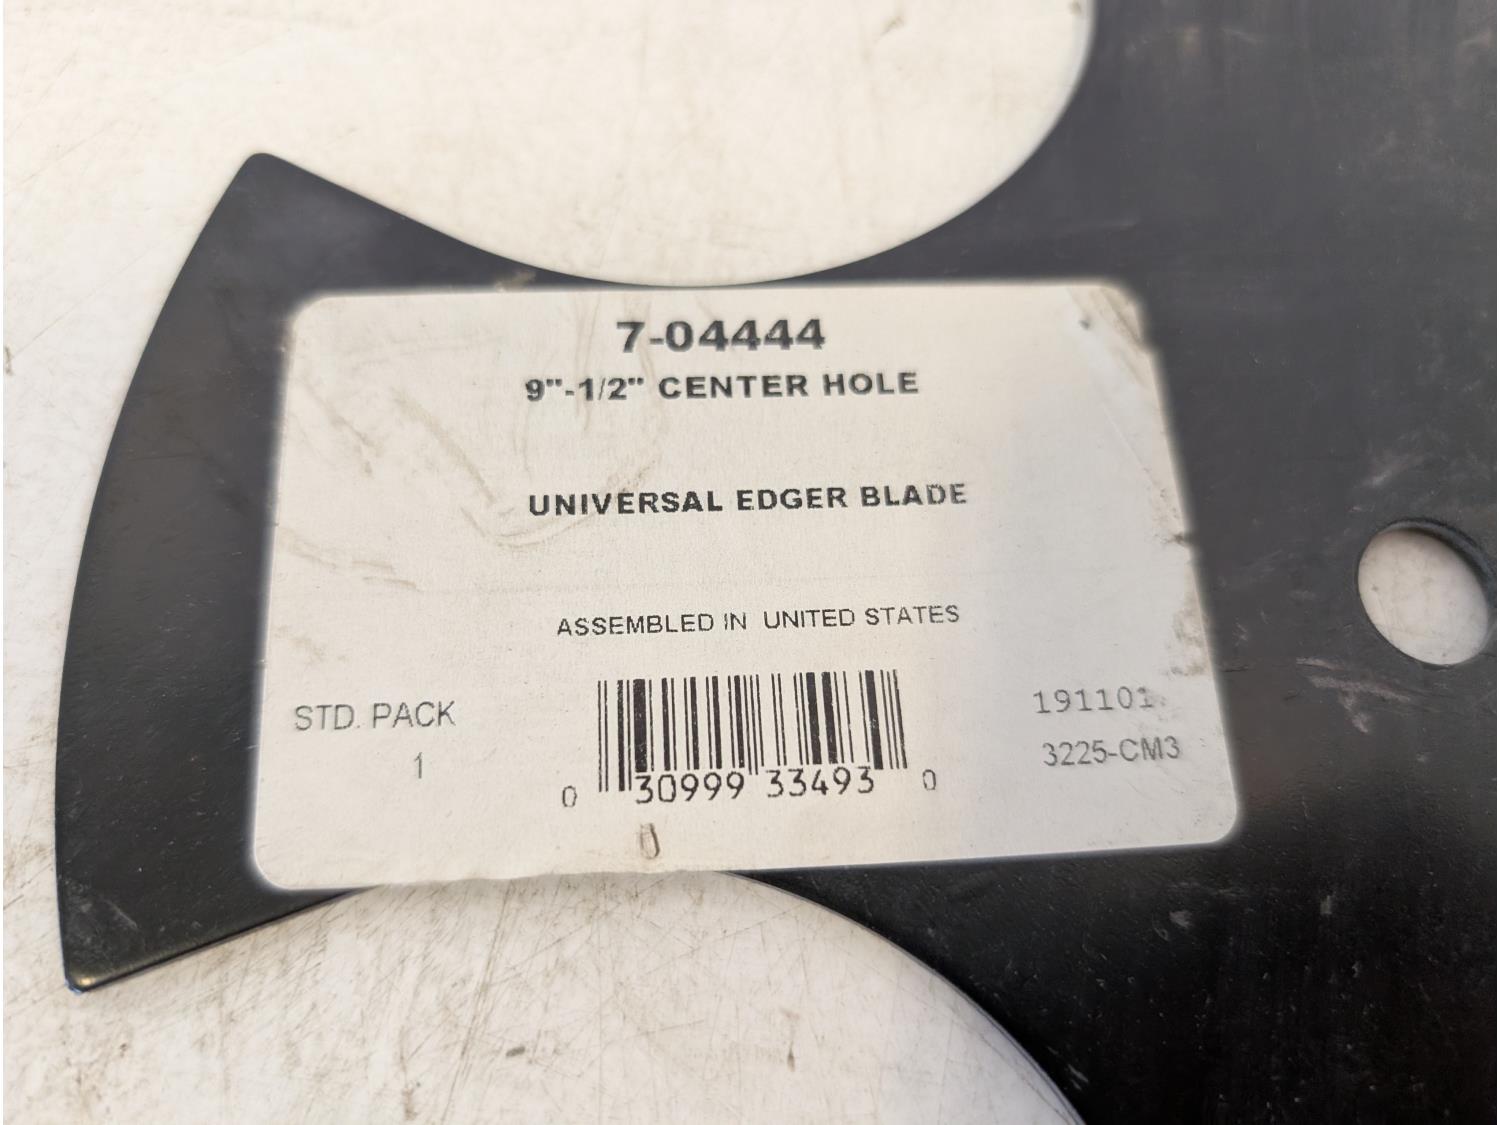 7-04444
9"-1/2" CENTER HOLE
UNIVERSAL EDGER BLADE
ASSEMBLED IN UNITED STATES
STD. PACK
1
0 30999 33493 0
191101
3225-CM3